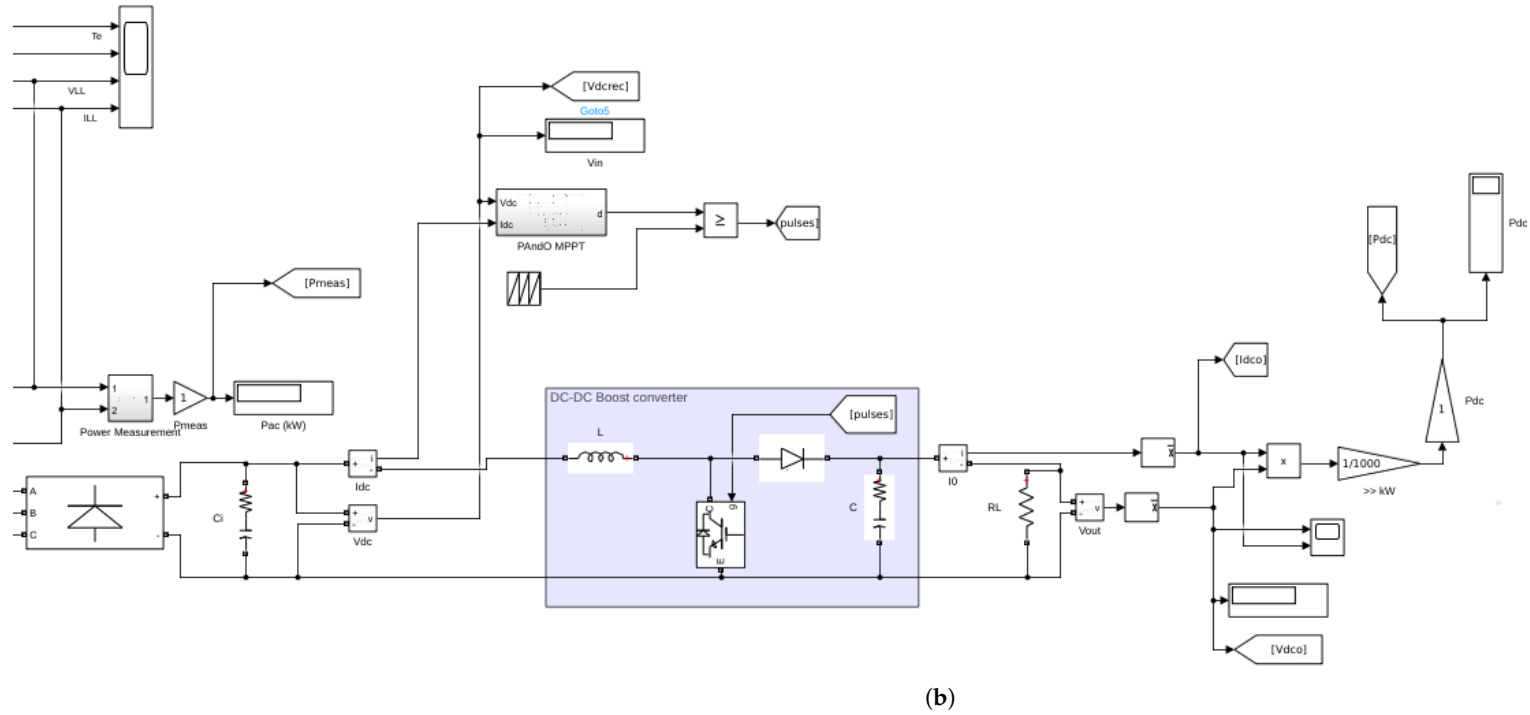 Te
VLL
ILL
[Vdcrec]
Goto5
Vin
Vdc
Idc
d
PAndO MPPT
≥
pulses]
[Pmeas]
1
2
1
Power Measurement
1
Pmeas
Pac (kW)
A
B
C
+
-
Ci
+
-
i
Idc
+
-
v
Vdc
DC-DC Boost converter
L
[pulses]
g
C
E
C
+
-
i
I0
RL
+
-
v
Vout
x
x
[Idco]
x
1/1000
>> kW
1
Pdc
[Pdc]
Pdc
[Vdco]
(b)